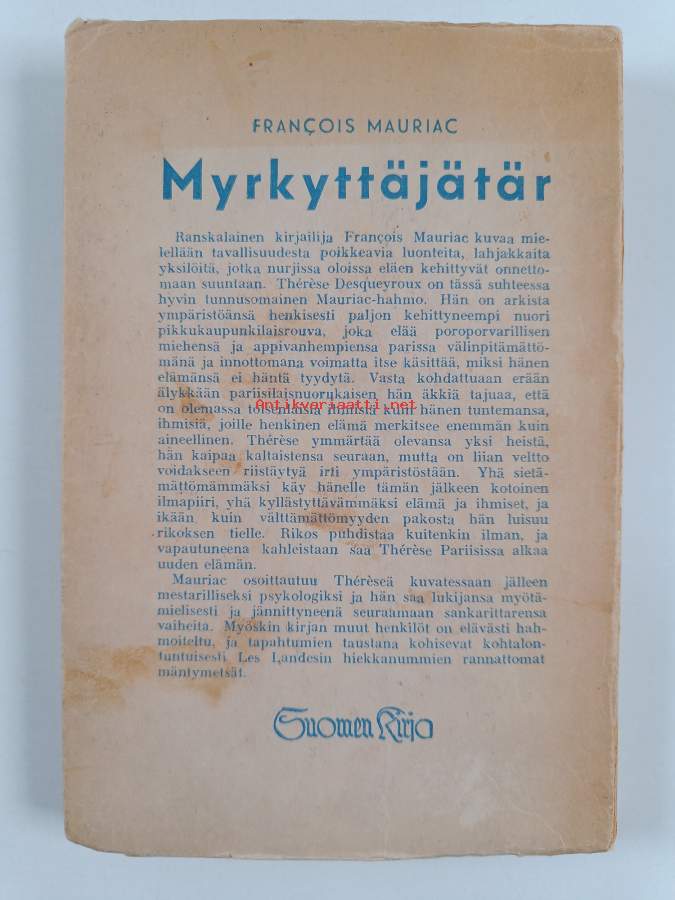 FRANÇOIS MAURIAC
Myrkyttäjätär
Ranskalainen kirjailija François Mauriac kuvaa mie-
lellään tavallisuudesta poikkeavia luonteita, lahjakkaita
yksilöitä, jotka nurjissa oloissa eläen kehittyvät onnetto-
maan suuntaan. Thérèse Desqueyroux on tässä suhteessa
hyvin tunnusomainen Mauriac-hahmo. Hän on arkista
ympäristöänsä henkisesti paljon kehittyneempi nuori
pikkukaupunkilaisrouva, joka elää poroporvarillisen
miehensä ja appivanhempiensa parissa välinpitämättö-
mänä ja innottomana voimatta itse käsittää, miksi hänen
elämänsä ei häntä tyydytä. Vasta kohdattuaan erään
älykkään pariisilaisnuorukaisen hän äkkiä tajuaa, että
on olemassa toisenlaisia ihmisiä kuin hänen tuntemansa,
Antikvariaatti.net
ihmisiä, joille henkinen elämä merkitsee enemmän kuin
aineellinen. Thérèse ymmärtää olevansa yksi heistä,
hän kaipaa kaltaistensa seuraan, mutta on liian veltto
voidakseen riistäytyä irti ympäristöstään. Yhä sietä-
mättömämmäksi käy hänelle tämän jälkeen kotoinen
ilmapiiri, yhä kyllästyttävämmäksi elämä ja ihmiset, ja
ikään kuin välttämättömyyden pakosta hän luisuu
rikoksen tielle. Rikos puhdistaa kuitenkin ilman, ja
vapautuneena kahleistaan saa Thérèse Pariisissa alkaa
uuden elämän.
Mauriac osoittautuu Thérèseä kuvatessaan jälleen
mestarilliseksi psykologiksi ja hän saa lukijansa myötä-
mielisesti ja jännittyneenä seuraamaan sankarittarensa
vaiheita. Myöskin kirjan muut henkilöt on elävästi hah-
moiteltu, ja tapahtumien taustana kohisevat kohtalon-
tuntuisesti Les Landesin hiekkanummien rannattomat
mäntymetsät.
Suomen Kirja